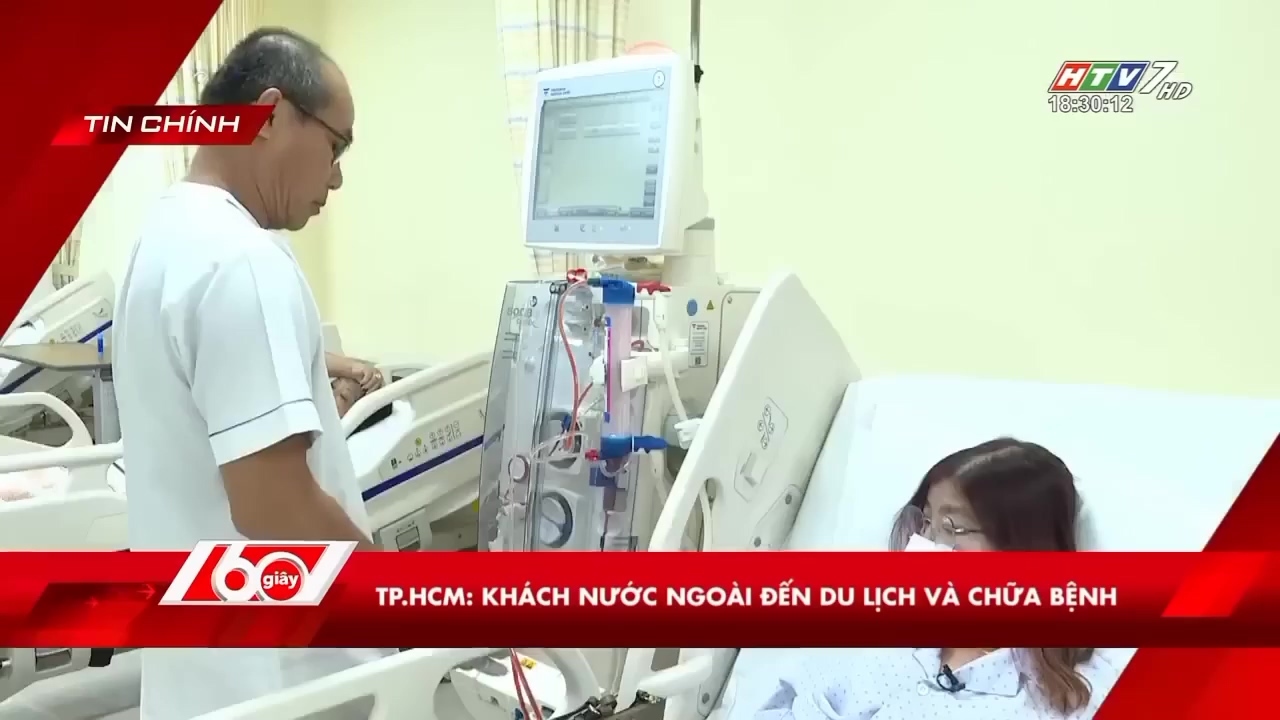 HTV7 HD
18:30:12
TIN CHÍNH
60 giây
TP.HCM: KHÁCH NƯỚC NGOÀI ĐẾN DU LỊCH VÀ CHỮA BỆNH